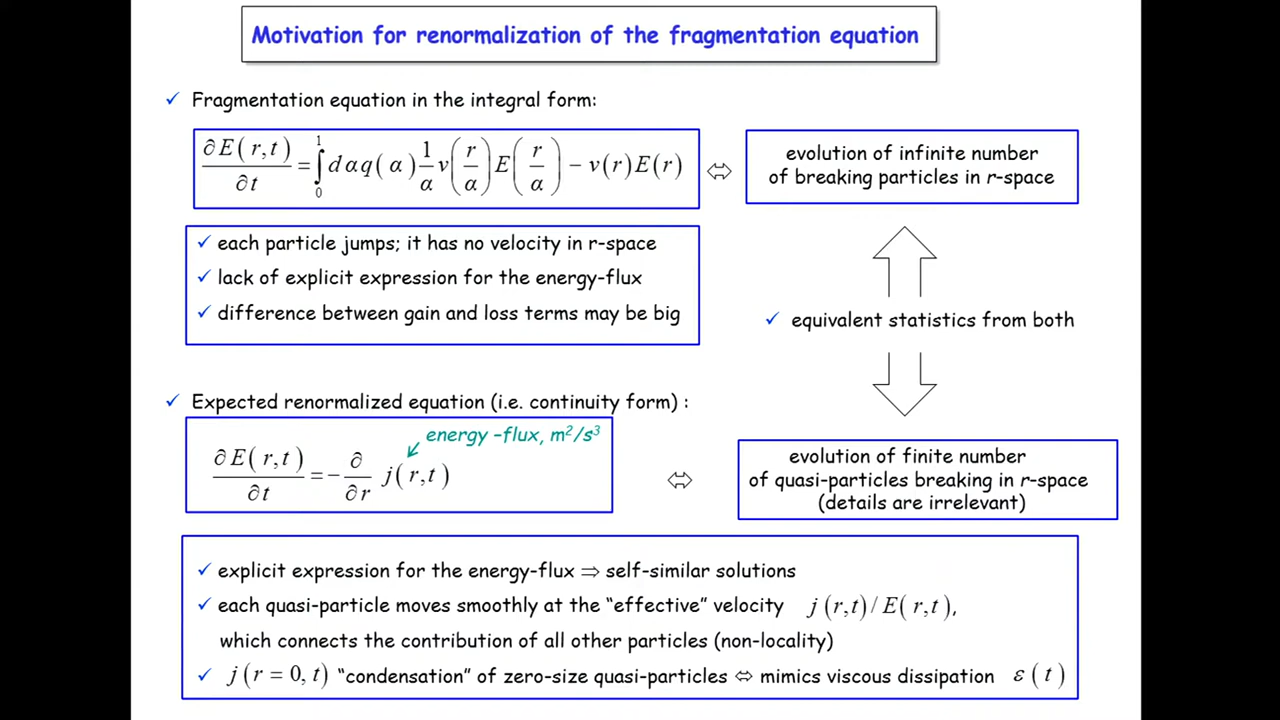 Motivation for renormalization of the fragmentation equation
✓ Fragmentation equation in the integral form:
∂E(r,t)/∂t = ∫₀¹ dαq(α) 1/α ν(r/α) E(r/α) − ν(r)E(r)
⇔
evolution of infinite number
of breaking particles in r-space
✓ each particle jumps; it has no velocity in r-space
✓ lack of explicit expression for the energy-flux
✓ difference between gain and loss terms may be big
✓ equivalent statistics from both
✓ Expected renormalized equation (i.e. continuity form) :
energy –flux, m²/s³
∂E(r,t)/∂t = −∂/∂r j(r,t)
⇔
evolution of finite number
of quasi-particles breaking in r-space
(details are irrelevant)
✓ explicit expression for the energy-flux ⇒ self-similar solutions
✓ each quasi-particle moves smoothly at the “effective” velocity j(r,t)/E(r,t),
which connects the contribution of all other particles (non-locality)
✓ j(r=0,t) “condensation” of zero-size quasi-particles ⇔ mimics viscous dissipation ε(t)